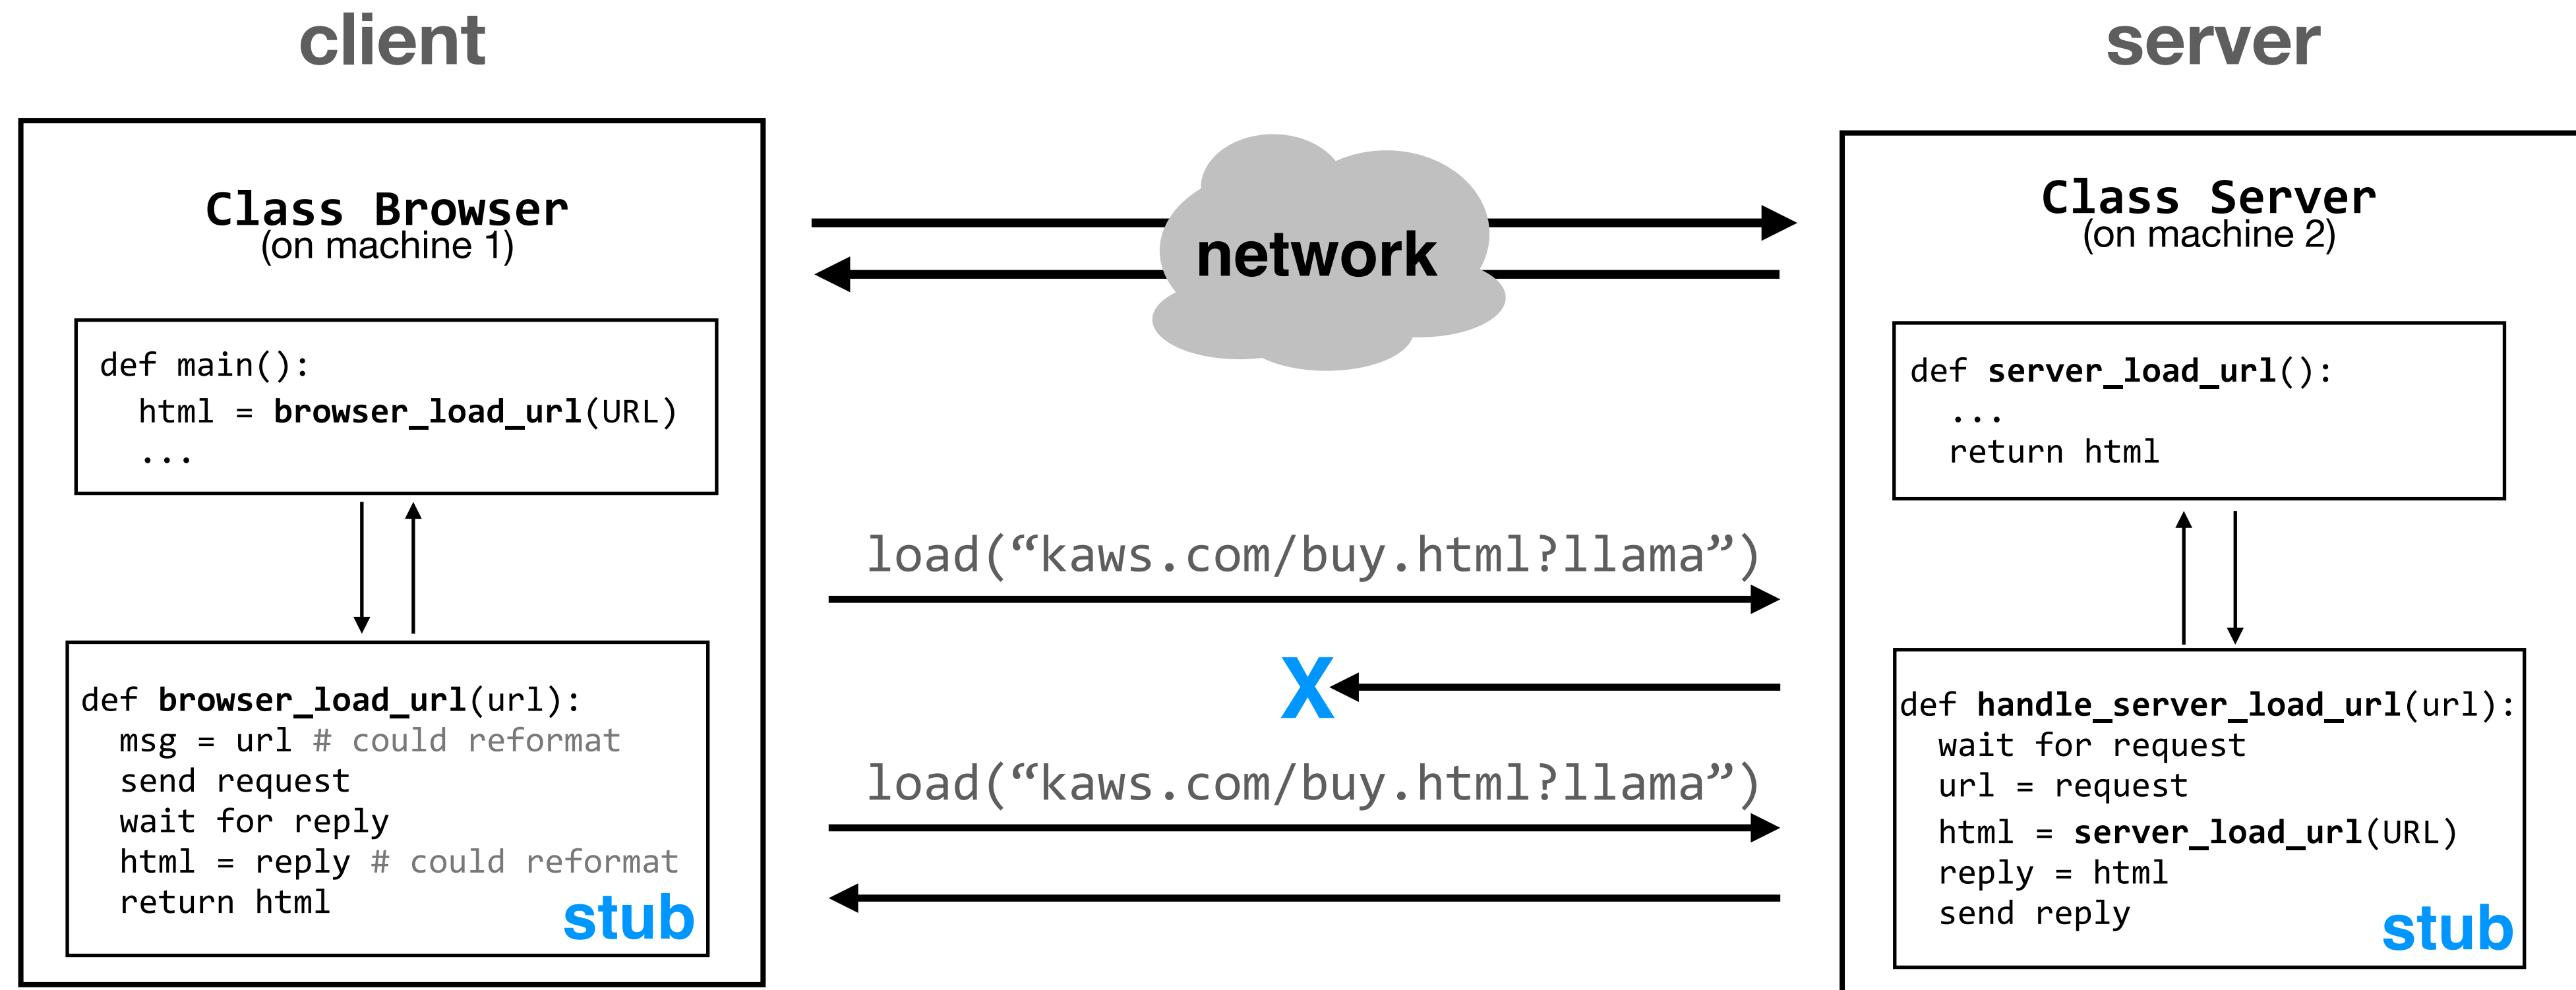 client
Class Browser
(on machine 1)
def main():
html = browser_load_url(URL)
...
def browser_load_url(url):
msg = url # could reformat
send request
wait for reply
html = reply # could reformat
return html
stub
network
load(“kaws.com/buy.html?llama”)
X
load(“kaws.com/buy.html?llama”)
server
Class Server
(on machine 2)
def server_load_url():
...
return html
def handle_server_load_url(url):
wait for request
url = request
html = server_load_url(URL)
reply = html
send reply
stub